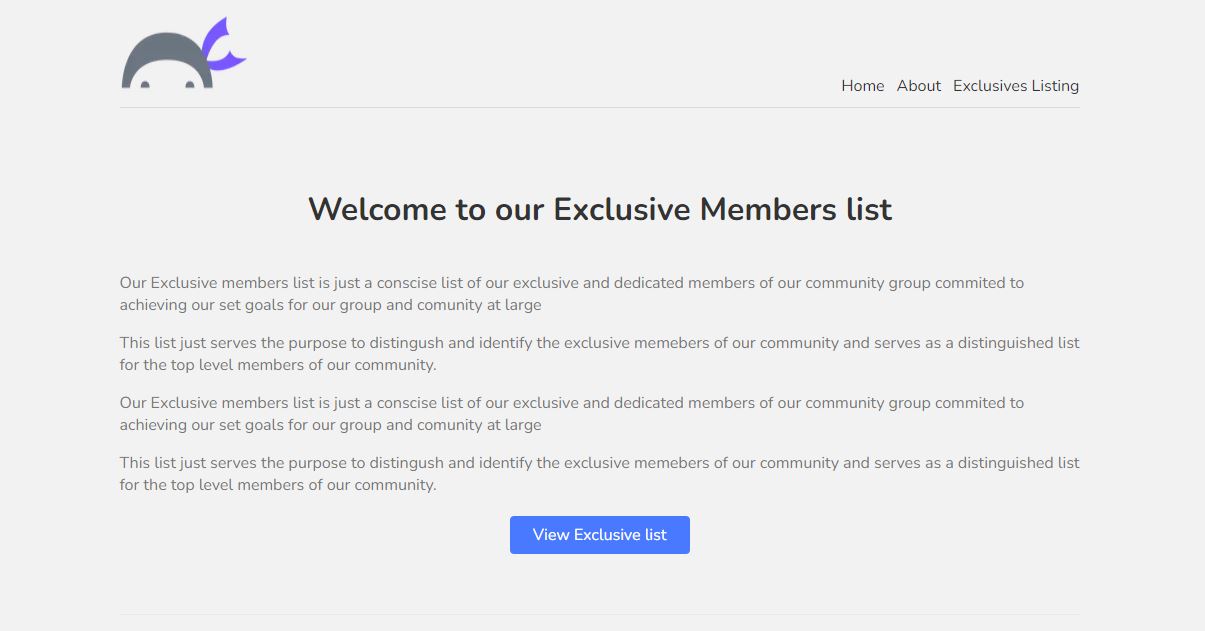 Home About Exclusives Listing
Welcome to our Exclusive Members list
Our Exclusive members list is just a conscise list of our exclusive and dedicated members of our community group commited to
achieving our set goals for our group and comunity at large
This list just serves the purpose to distingush and identify the exclusive memebers of our community and serves as a distinguished list
for the top level members of our community.
Our Exclusive members list is just a conscise list of our exclusive and dedicated members of our community group commited to
achieving our set goals for our group and comunity at large
This list just serves the purpose to distingush and identify the exclusive memebers of our community and serves as a distinguished list
for the top level members of our community.
View Exclusive list